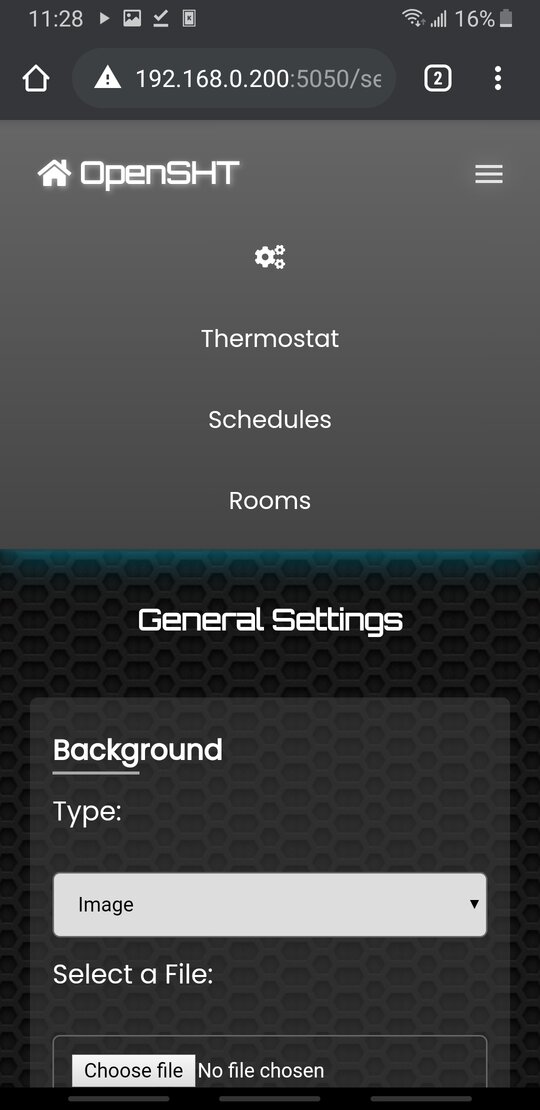 11:28
16%
192.168.0.200:5050/se
2
OpenSHT
Thermostat
Schedules
Rooms
General Settings
Background
Type:
Image
Select a File:
Choose file No file chosen